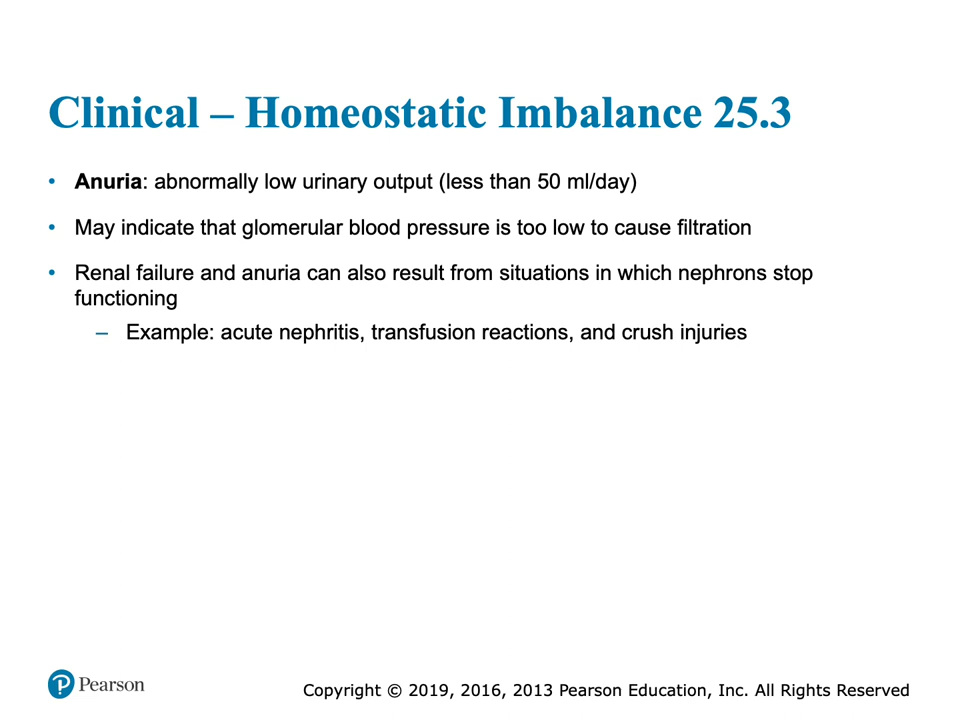 Clinical – Homeostatic Imbalance 25.3
• Anuria: abnormally low urinary output (less than 50 ml/day)
• May indicate that glomerular blood pressure is too low to cause filtration
• Renal failure and anuria can also result from situations in which nephrons stop
functioning
– Example: acute nephritis, transfusion reactions, and crush injuries
Pearson
Copyright © 2019, 2016, 2013 Pearson Education, Inc. All Rights Reserved